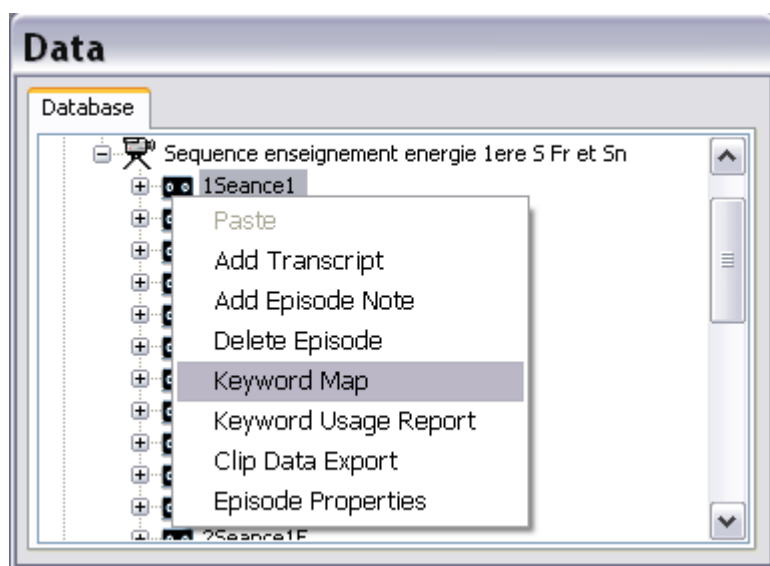 Data
Database
Sequence enseignement energie 1ere S Fr et Sn
1Seance1
Paste
Add Transcript
Add Episode Note
Delete Episode
Keyword Map
Keyword Usage Report
Clip Data Export
Episode Properties
2Seance1F